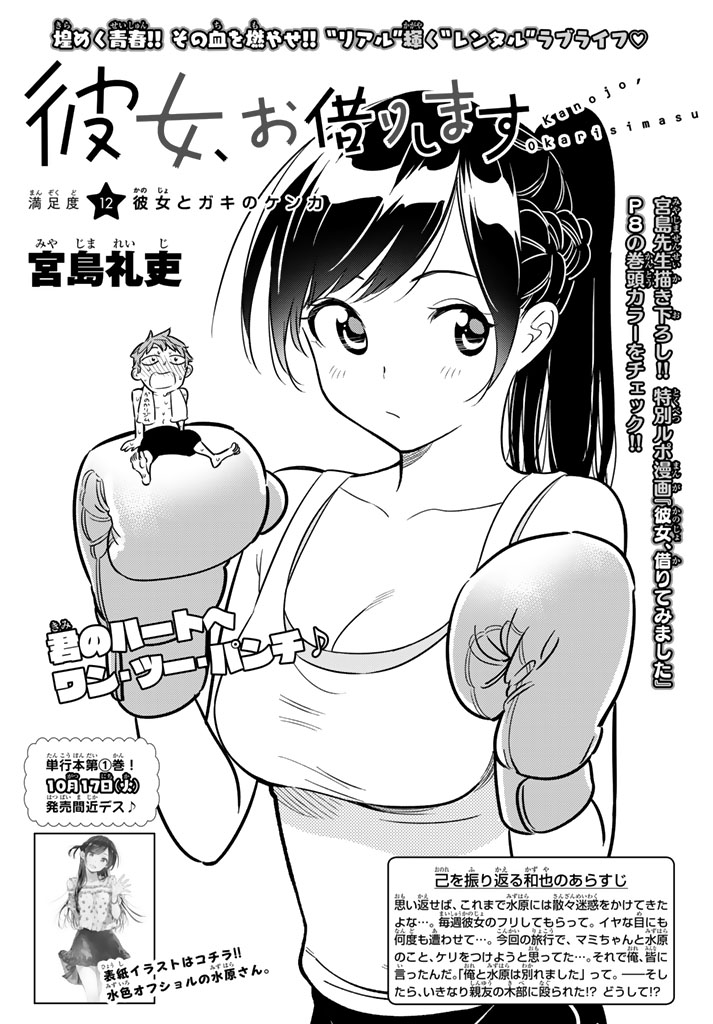 煌めく青春!! その血を燃やせ!! “リアル”輝く“レンタル”ラブライフ♡
彼女、お借りします
Kanojo,
Okarisimasu
満足度 12 彼女とガキのケンカ
宮島礼吏
宮島先生描き下ろし!! 特別ルポ漫画『彼女、借りてみました』
P8の巻頭カラーをチェック!!
君のハートへ
ワン・ツー・パンチ♪
単行本第①巻!
10月17日(火)
発売間近デス♪
表紙イラストはコチラ!!
水色オフショルの水原さん。
己を振り返る和也のあらすじ
思い返せば、これまで水原には散々迷惑をかけてきた
よな…。毎週彼女のフリしてもらって。イヤな目にも
何度も遭わせて…。今回の旅行で、マミちゃんと水原
のこと、ケリをつけようと思ってた…。それで俺、皆に
言ったんだ。「俺と水原は別れました」って。――そし
たら、いきなり親友の木部に殴られた!? どうして!?